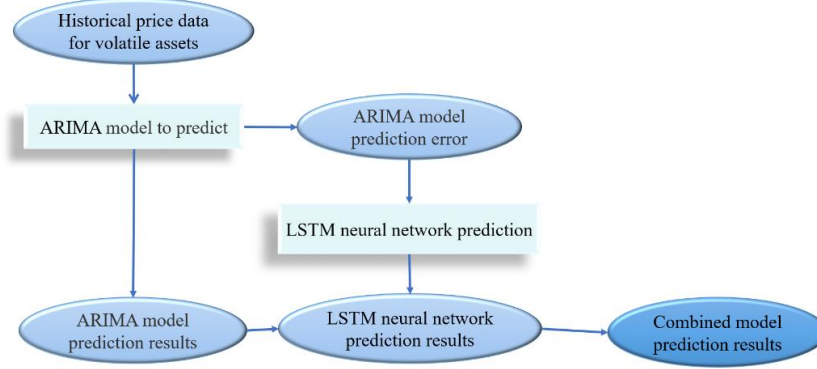 Historical price data
for volatile assets
ARIMA model to predict
ARIMA model
prediction error
LSTM neural network prediction
ARIMA model
prediction results
LSTM neural network
prediction results
Combined model
prediction results